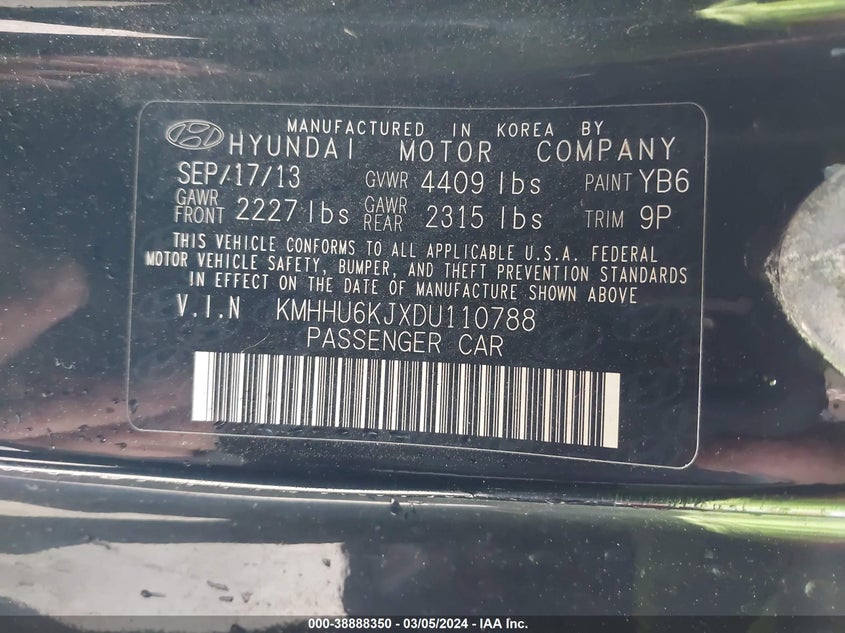 MANUFACTURED IN KOREA BY
HYUNDAI MOTOR COMPANY
SEP/17/13 GVWR 4409 lbs PAINT YB6
GAWR FRONT 2227 lbs GAWR REAR 2315 lbs TRIM 9P
THIS VEHICLE CONFORMS TO ALL APPLICABLE U.S.A. FEDERAL
MOTOR VEHICLE SAFETY, BUMPER, AND THEFT PREVENTION STANDARDS
IN EFFECT ON THE DATE OF MANUFACTURE SHOWN ABOVE
V.I.N KMHHU6KJXDU110788
PASSENGER CAR
000-38888350 - 03/05/2024 - IAA Inc.